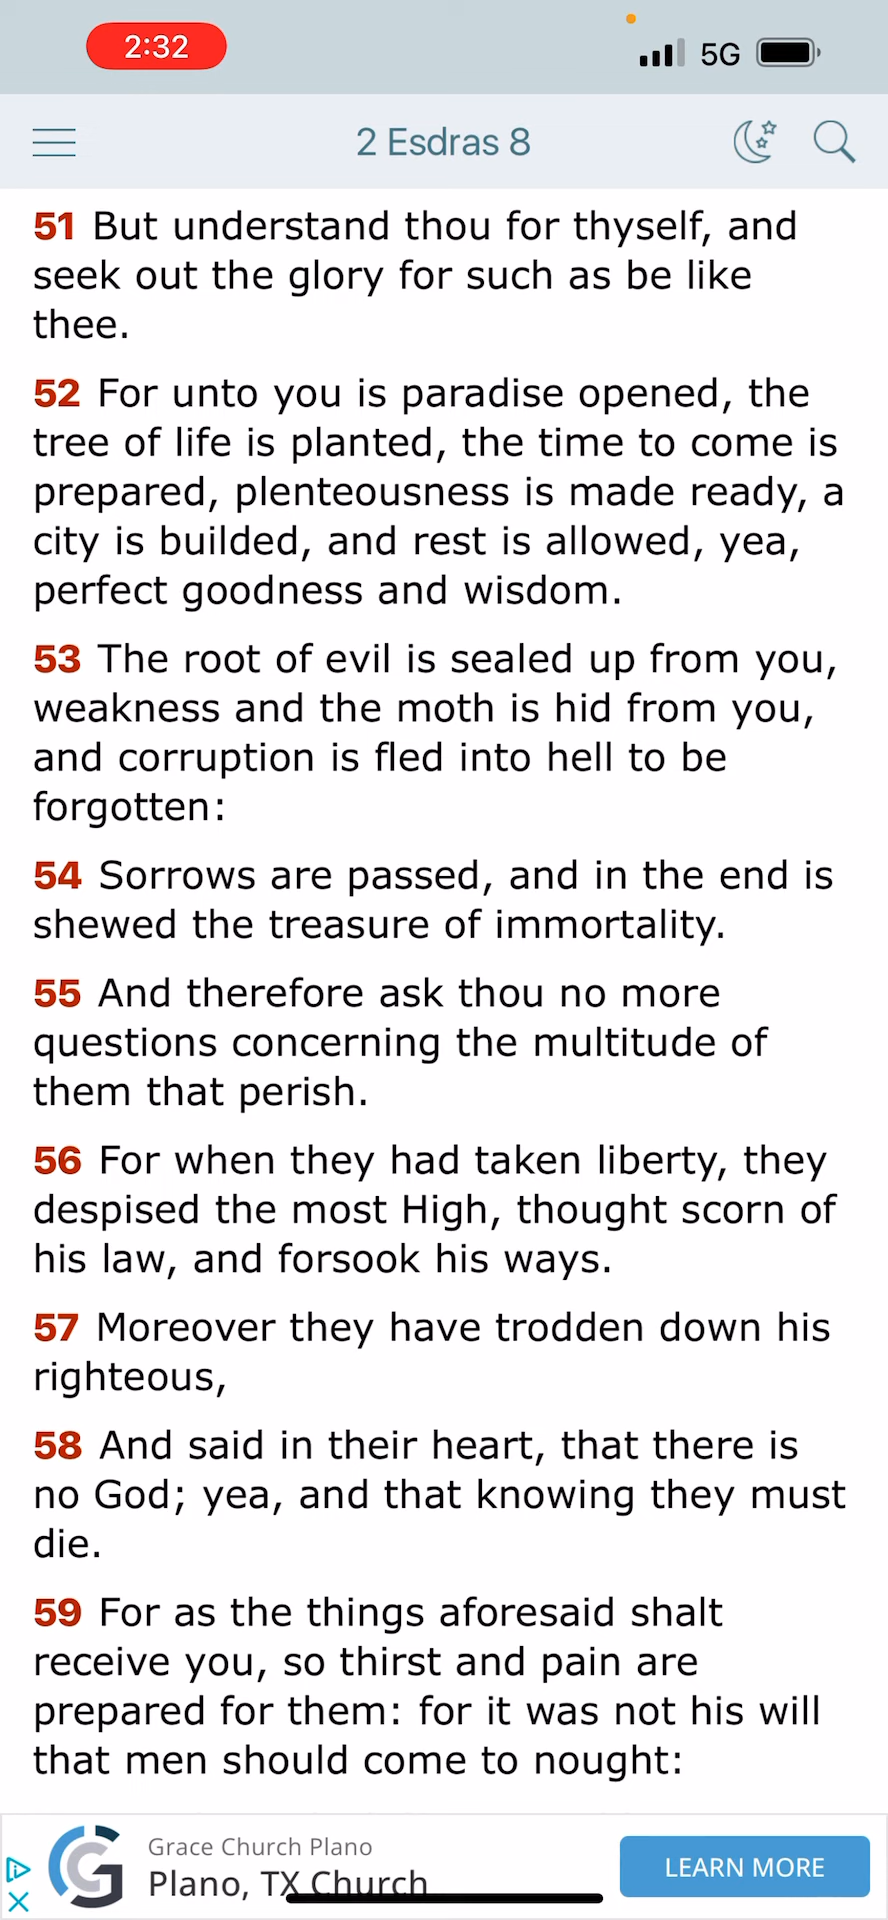 2:32
5G
2 Esdras 8
51 But understand thou for thyself, and
seek out the glory for such as be like
thee.
52 For unto you is paradise opened, the
tree of life is planted, the time to come is
prepared, plenteousness is made ready, a
city is builded, and rest is allowed, yea,
perfect goodness and wisdom.
53 The root of evil is sealed up from you,
weakness and the moth is hid from you,
and corruption is fled into hell to be
forgotten:
54 Sorrows are passed, and in the end is
shewed the treasure of immortality.
55 And therefore ask thou no more
questions concerning the multitude of
them that perish.
56 For when they had taken liberty, they
despised the most High, thought scorn of
his law, and forsook his ways.
57 Moreover they have trodden down his
righteous,
58 And said in their heart, that there is
no God; yea, and that knowing they must
die.
59 For as the things aforesaid shalt
receive you, so thirst and pain are
prepared for them: for it was not his will
that men should come to nought:
Grace Church Plano
Plano, TX Church
LEARN MORE